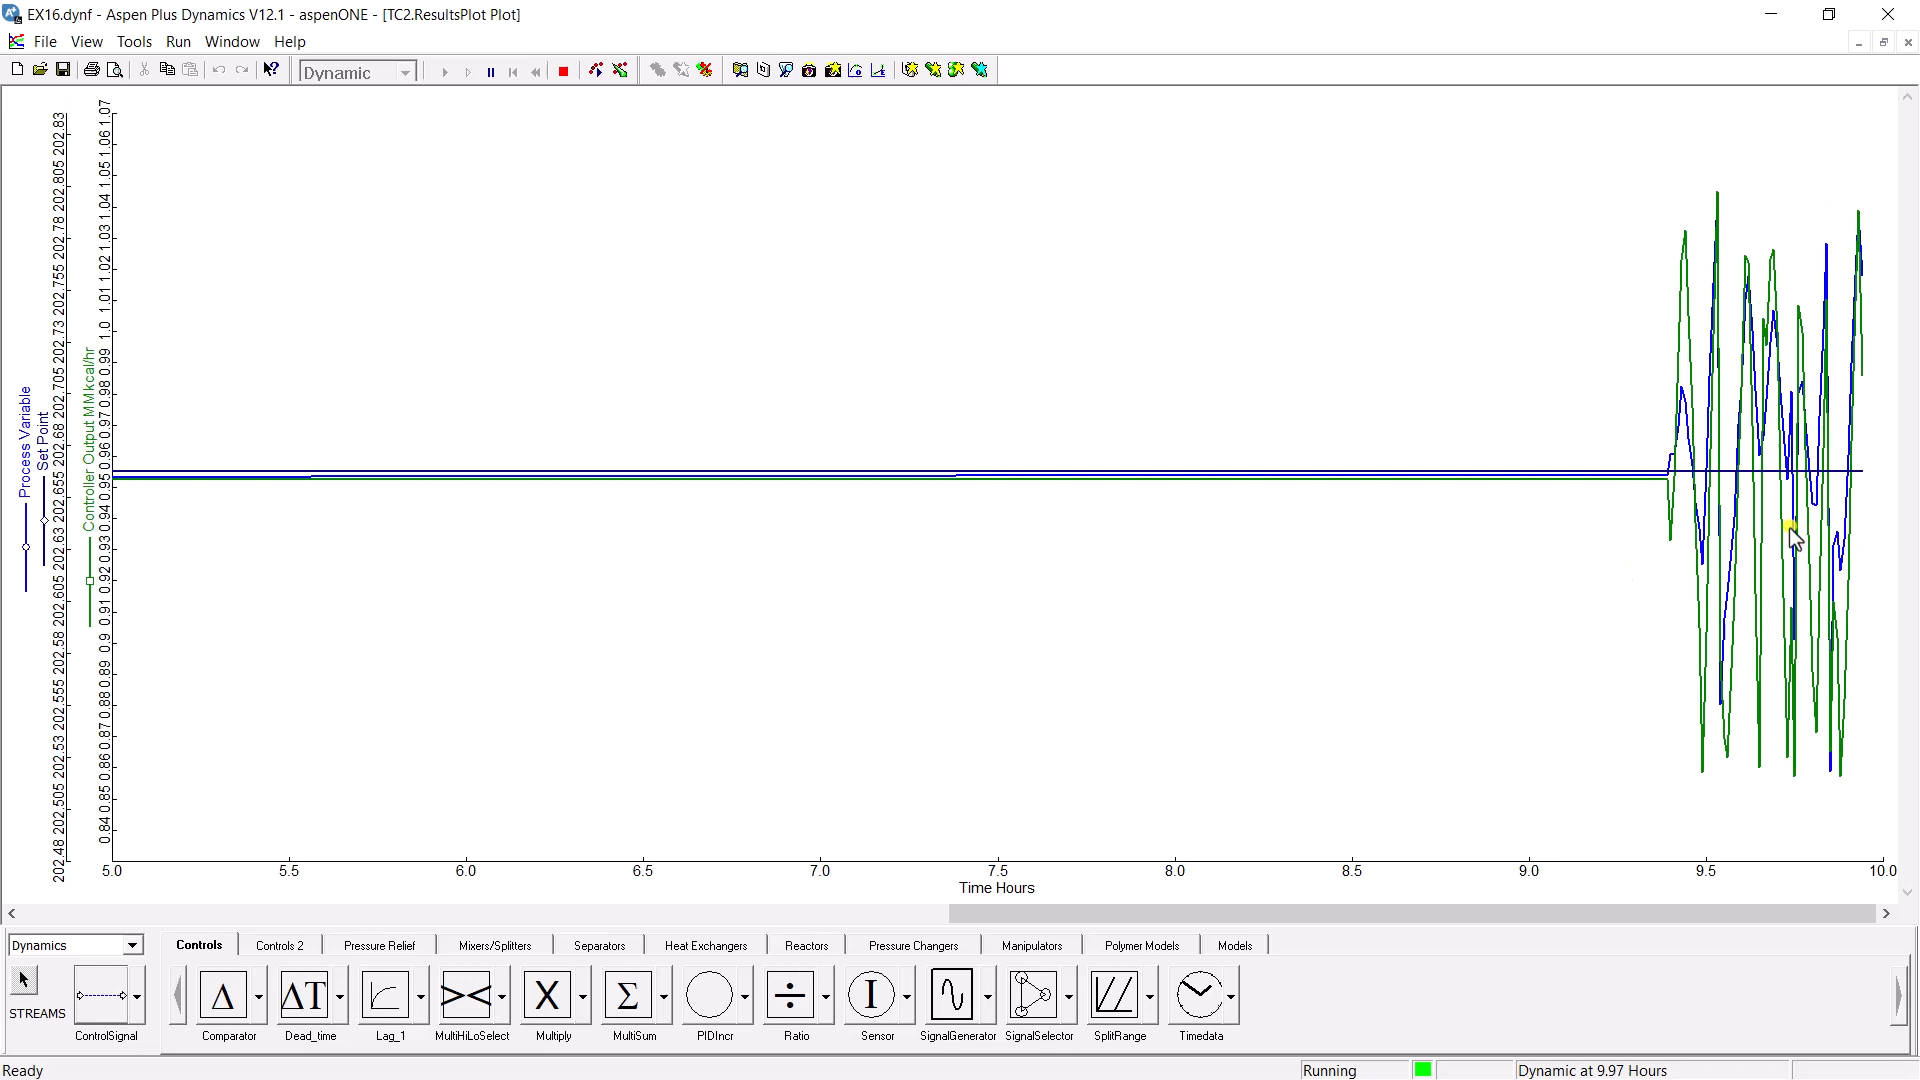 EX16.dynf - Aspen Plus Dynamics V12.1 - aspenONE - [TC2.ResultsPlot Plot]
File View Tools Run Window Help
Dynamic
Process Variable
Set Point
202.48 202.505 202.53 202.555 202.58 202.605 202.63 202.655 202.68 202.705 202.73 202.755 202.78 202.805 202.83
Controller Output MMkcal/hr
0.84 0.85 0.86 0.87 0.88 0.89 0.9 0.91 0.92 0.93 0.94 0.95 0.96 0.97 0.98 0.99 1.0 1.01 1.02 1.03 1.04 1.05 1.06 1.07
5.0 5.5 6.0 6.5 7.0 7.5 8.0 8.5 9.0 9.5 10.0
Time Hours
Dynamics Controls Controls 2 Pressure Relief Mixers/Splitters Separators Heat Exchangers Reactors Pressure Changers Manipulators Polymer Models Models
Δ ΔT >< X Σ ÷ I
STREAMS
ControlSignal Comparator Dead_time Lag_1 MultiHiLoSelect Multiply MultiSum PIDIncr Ratio Sensor SignalGenerator SignalSelector SplitRange Timedata
Ready Running Dynamic at 9.97 Hours